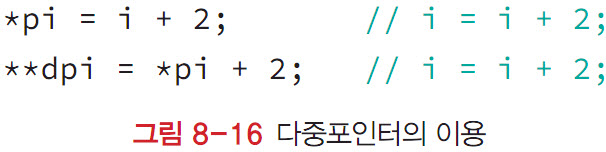 *pi = i + 2; // i = i + 2;
**dpi = *pi + 2; // i = i + 2;
그림 8-16 다중포인터의 이용